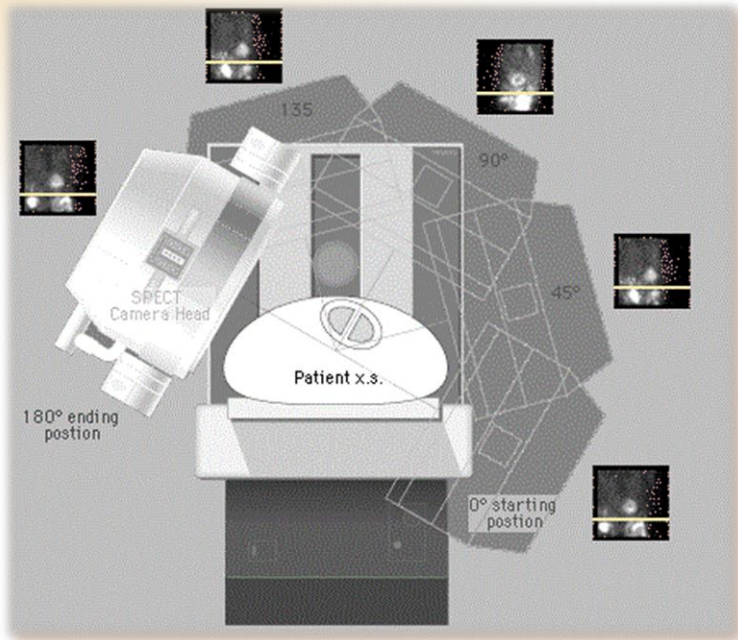 135
90°
45°
SPECT
Camera Head
Patient x.s.
180° ending
postion
0° starting
postion